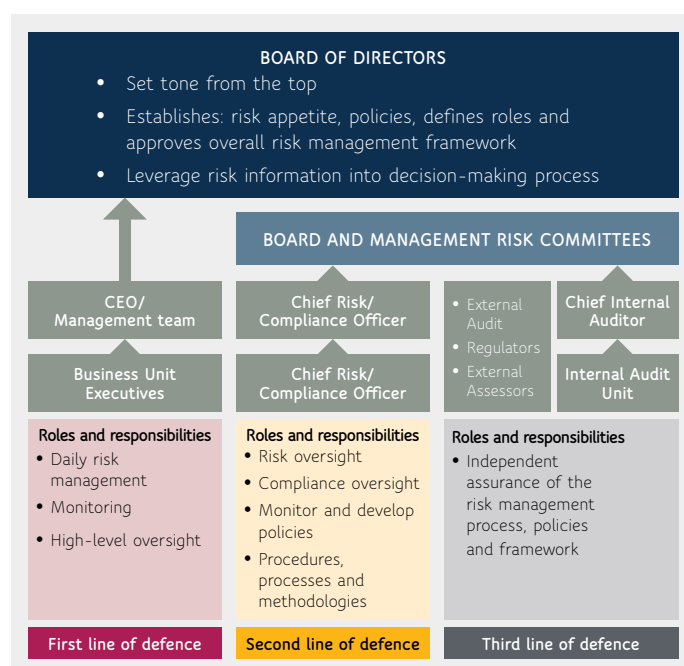 BOARD OF DIRECTORS
• Set tone from the top
• Establishes: risk appetite, policies, defines roles and
approves overall risk management framework
• Leverage risk information into decision-making process
BOARD AND MANAGEMENT RISK COMMITTEES
CEO/
Management team
Business Unit
Executives
Chief Risk/
Compliance Officer
Chief Risk/
Compliance Officer
• External
Audit
• Regulators
• External
Assessors
Chief Internal
Auditor
Internal Audit
Unit
Roles and responsibilities
• Daily risk
management
• Monitoring
• High-level oversight
Roles and responsibilities
• Risk oversight
• Compliance oversight
• Monitor and develop
policies
• Procedures,
processes and
methodologies
Roles and responsibilities
• Independent
assurance of the
risk management
process, policies
and framework
First line of defence
Second line of defence
Third line of defence